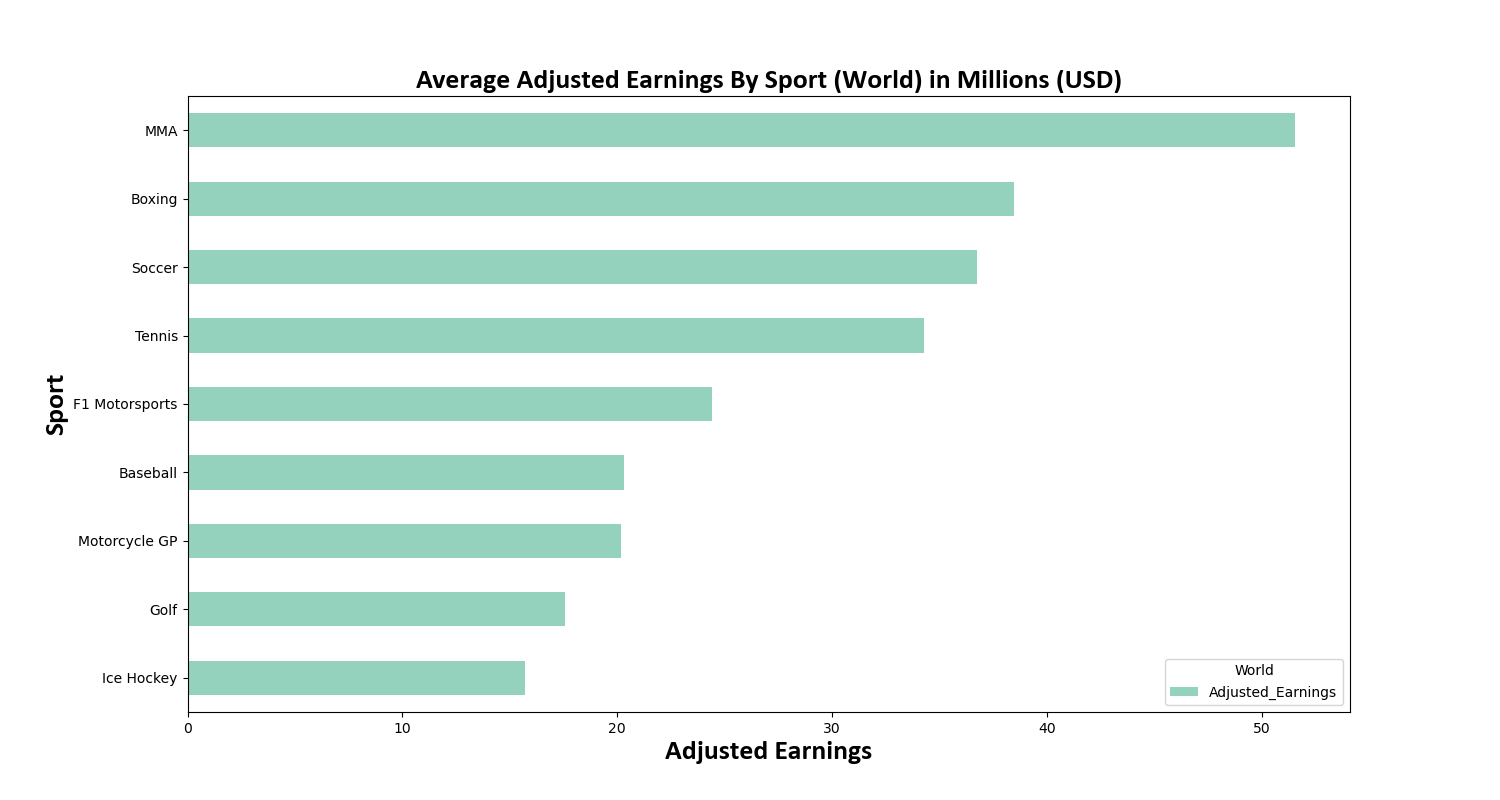 Average Adjusted Earnings By Sport (World) in Millions (USD)
MMA
Boxing
Soccer
Tennis
F1 Motorsports
Baseball
Motorcycle GP
Golf
Ice Hockey
Sport
World
Adjusted_Earnings
0 10 20 30 40 50
Adjusted Earnings